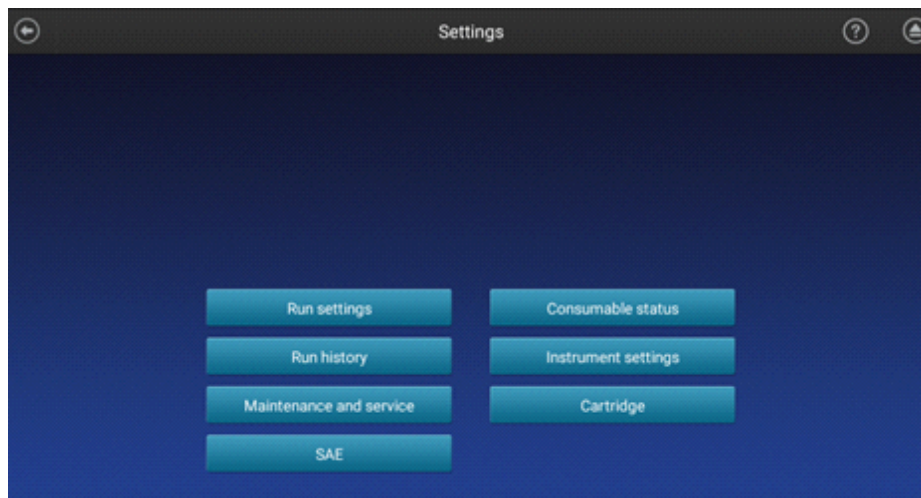 Settings
Run settings
Consumable status
Run history
Instrument settings
Maintenance and service
Cartridge
SAE